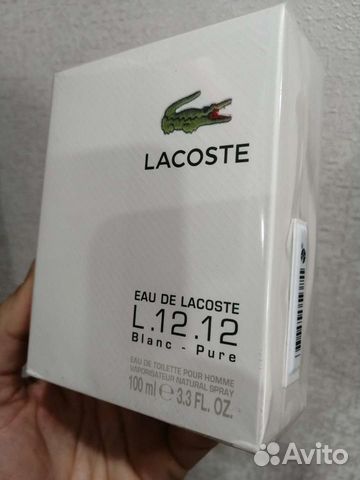 LACOSTE
EAU DE LACOSTE
L.12.12
Blanc - Pure
EAU DE TOILETTE POUR HOMME
VAPORISATEUR NATURAL SPRAY
100 ml e 3.3 FL. OZ.
Avito